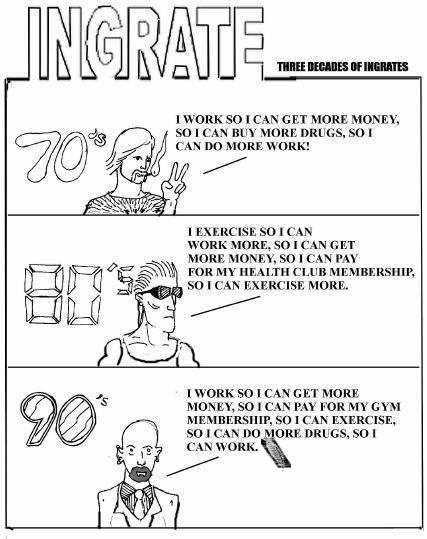 INGRATE
THREE DECADES OF INGRATES
70's
I WORK SO I CAN GET MORE MONEY,
SO I CAN BUY MORE DRUGS, SO I
CAN DO MORE WORK!
80's
I EXERCISE SO I CAN
WORK MORE, SO I CAN GET
MORE MONEY, SO I CAN PAY
FOR MY HEALTH CLUB MEMBERSHIP,
SO I CAN EXERCISE MORE.
90's
I WORK SO I CAN GET MORE
MONEY, SO I CAN PAY FOR MY GYM
MEMBERSHIP, SO I CAN EXERCISE,
SO I CAN DO MORE DRUGS, SO I
CAN WORK.